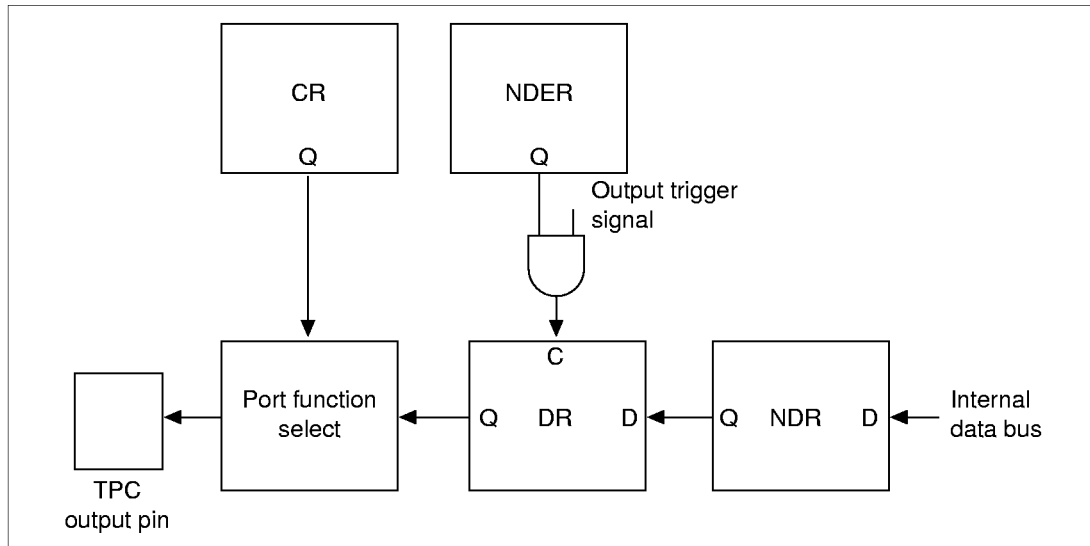 CR
Q
NDER
Q
Output trigger
signal
C
Port function
select
Q DR D
Q NDR D
Internal
data bus
TPC
output pin